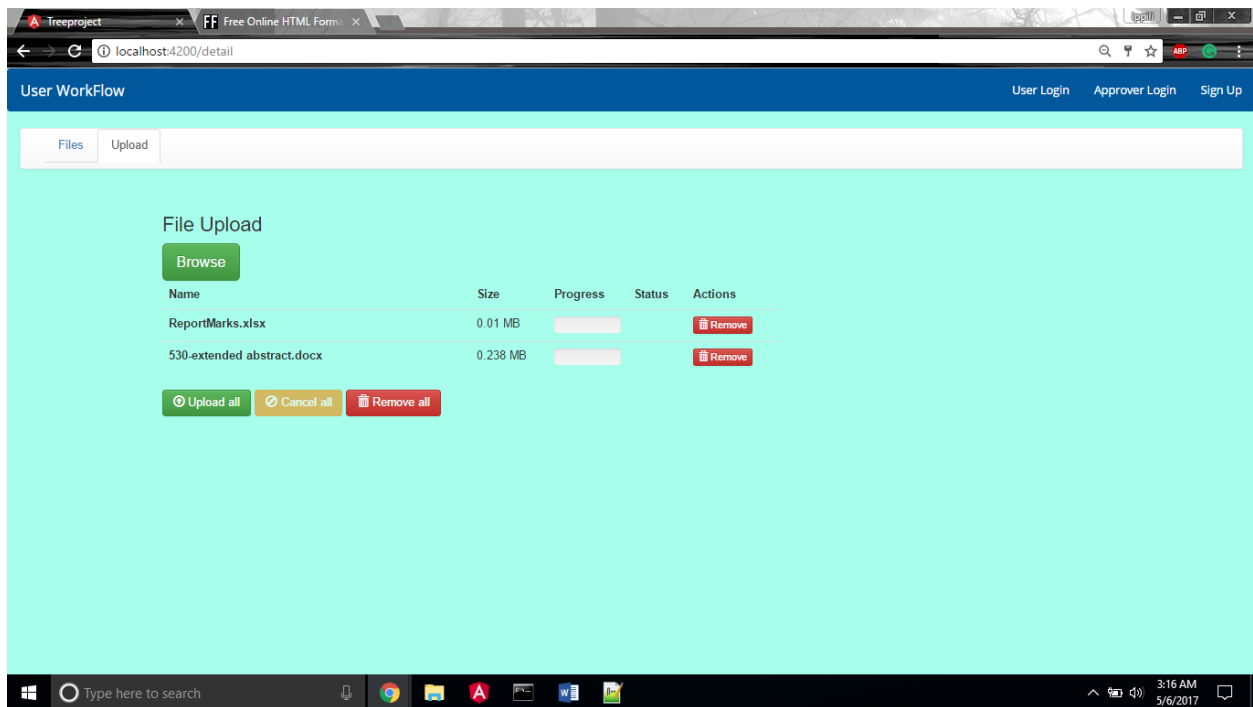 Treeproject
Free Online HTML Forma
localhost:4200/detail
ABP
User WorkFlow
User Login Approver Login Sign Up
Files Upload
File Upload
Browse
Name Size Progress Status Actions
ReportMarks.xlsx 0.01 MB Remove
530-extended abstract.docx 0.238 MB Remove
Upload all Cancel all Remove all
Type here to search
3:16 AM
5/6/2017